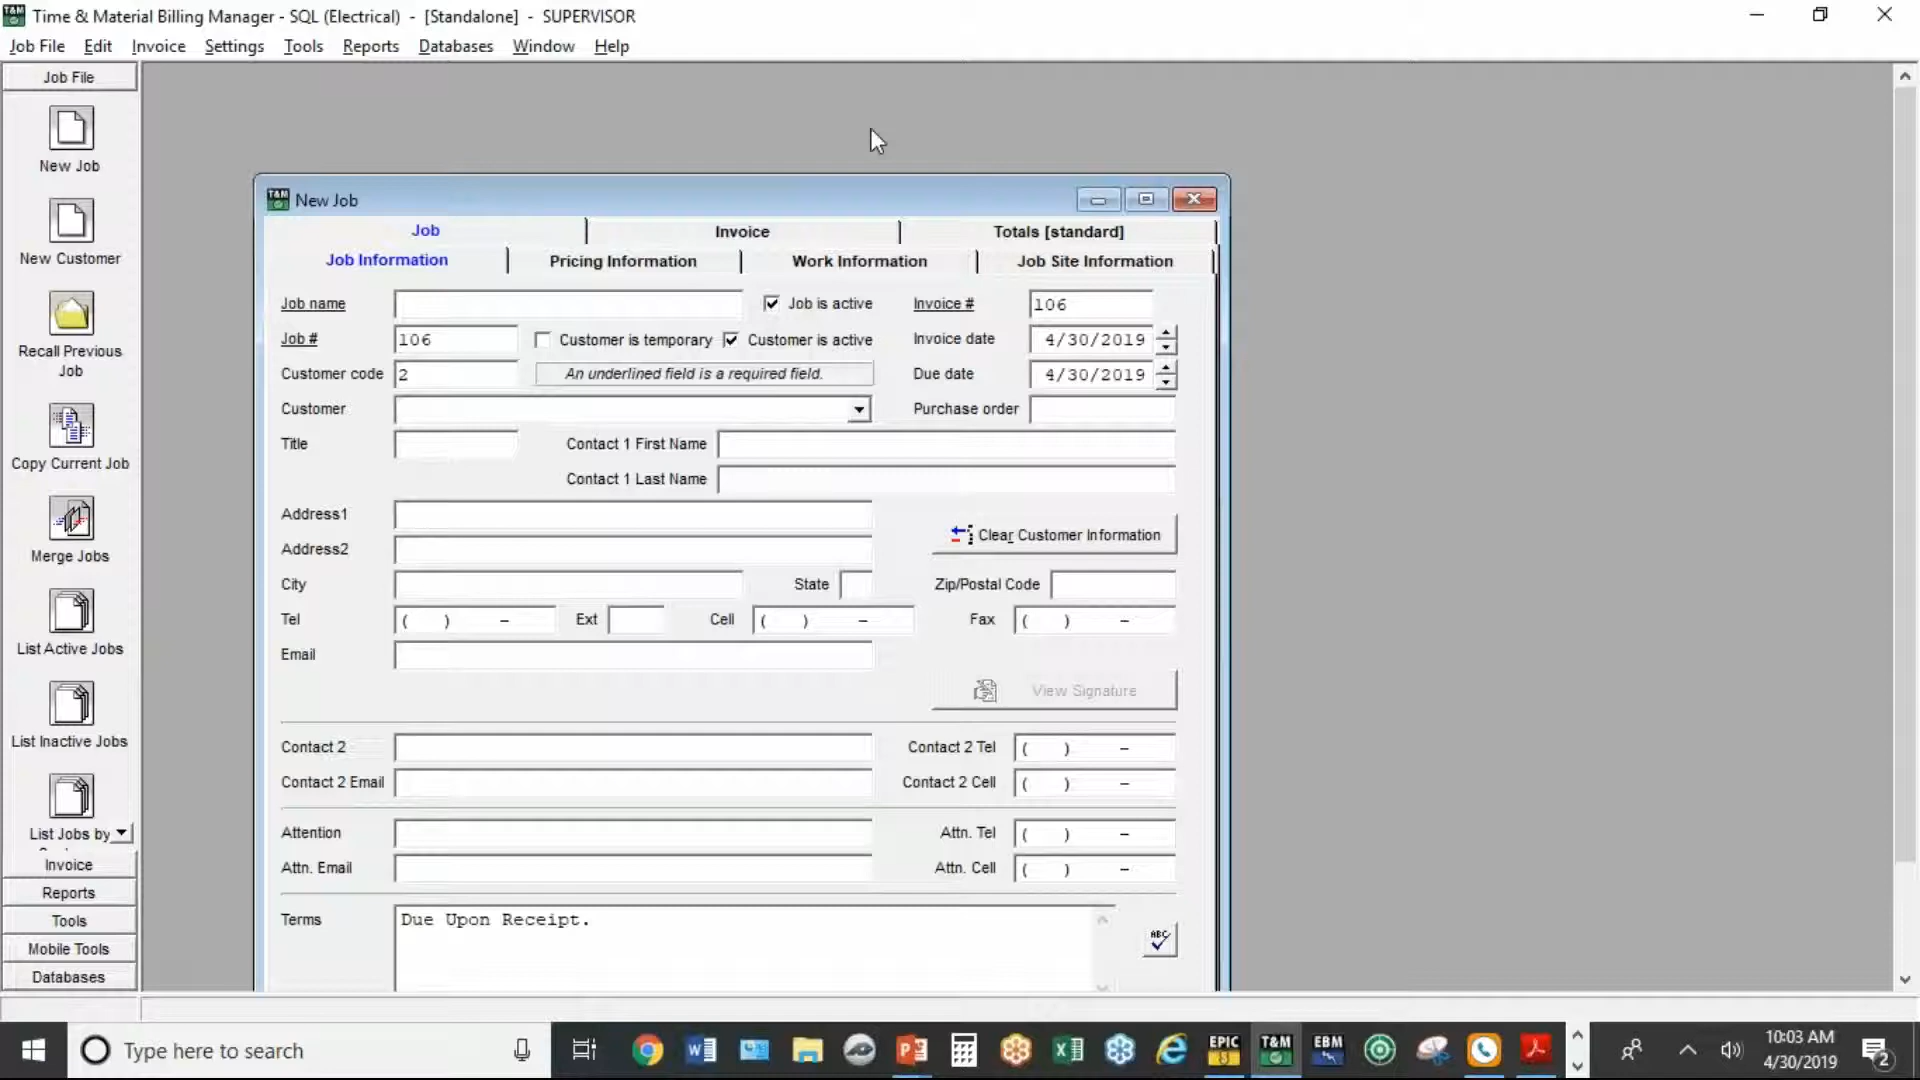 Time & Material Billing Manager - SQL (Electrical) - [Standalone] - SUPERVISOR
Job File Edit Invoice Settings Tools Reports Databases Window Help
Job File
New Job
New Customer
Recall Previous
Job
Copy Current Job
Merge Jobs
List Active Jobs
List Inactive Jobs
List Jobs by
Invoice
Reports
Tools
Mobile Tools
Databases
New Job
Job Invoice Totals [standard]
Job Information Pricing Information Work Information Job Site Information
Job name Job is active Invoice # 106
Job # 106 Customer is temporary Customer is active Invoice date 4/30/2019
Customer code 2 An underlined field is a required field. Due date 4/30/2019
Customer Purchase order
Title Contact 1 First Name
Contact 1 Last Name
Address1
Clear Customer Information
Address2
City State Zip/Postal Code
Tel ( ) - Ext Cell ( ) - Fax ( ) -
Email
View Signature
Contact 2 Contact 2 Tel ( ) -
Contact 2 Email Contact 2 Cell ( ) -
Attention Attn. Tel ( ) -
Attn. Email Attn. Cell ( ) -
Terms Due Upon Receipt.
ABC
Type here to search
EPIC
T&M
EBM
10:03 AM
4/30/2019
2